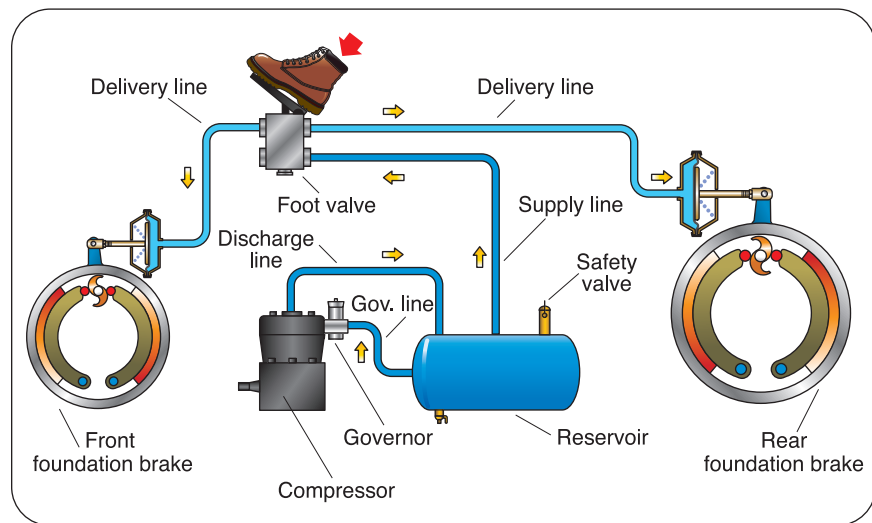 Delivery line
Delivery line
Foot valve
Supply line
Discharge
line
Safety
valve
Gov. line
Front
foundation brake
Governor
Reservoir
Rear
foundation brake
Compressor